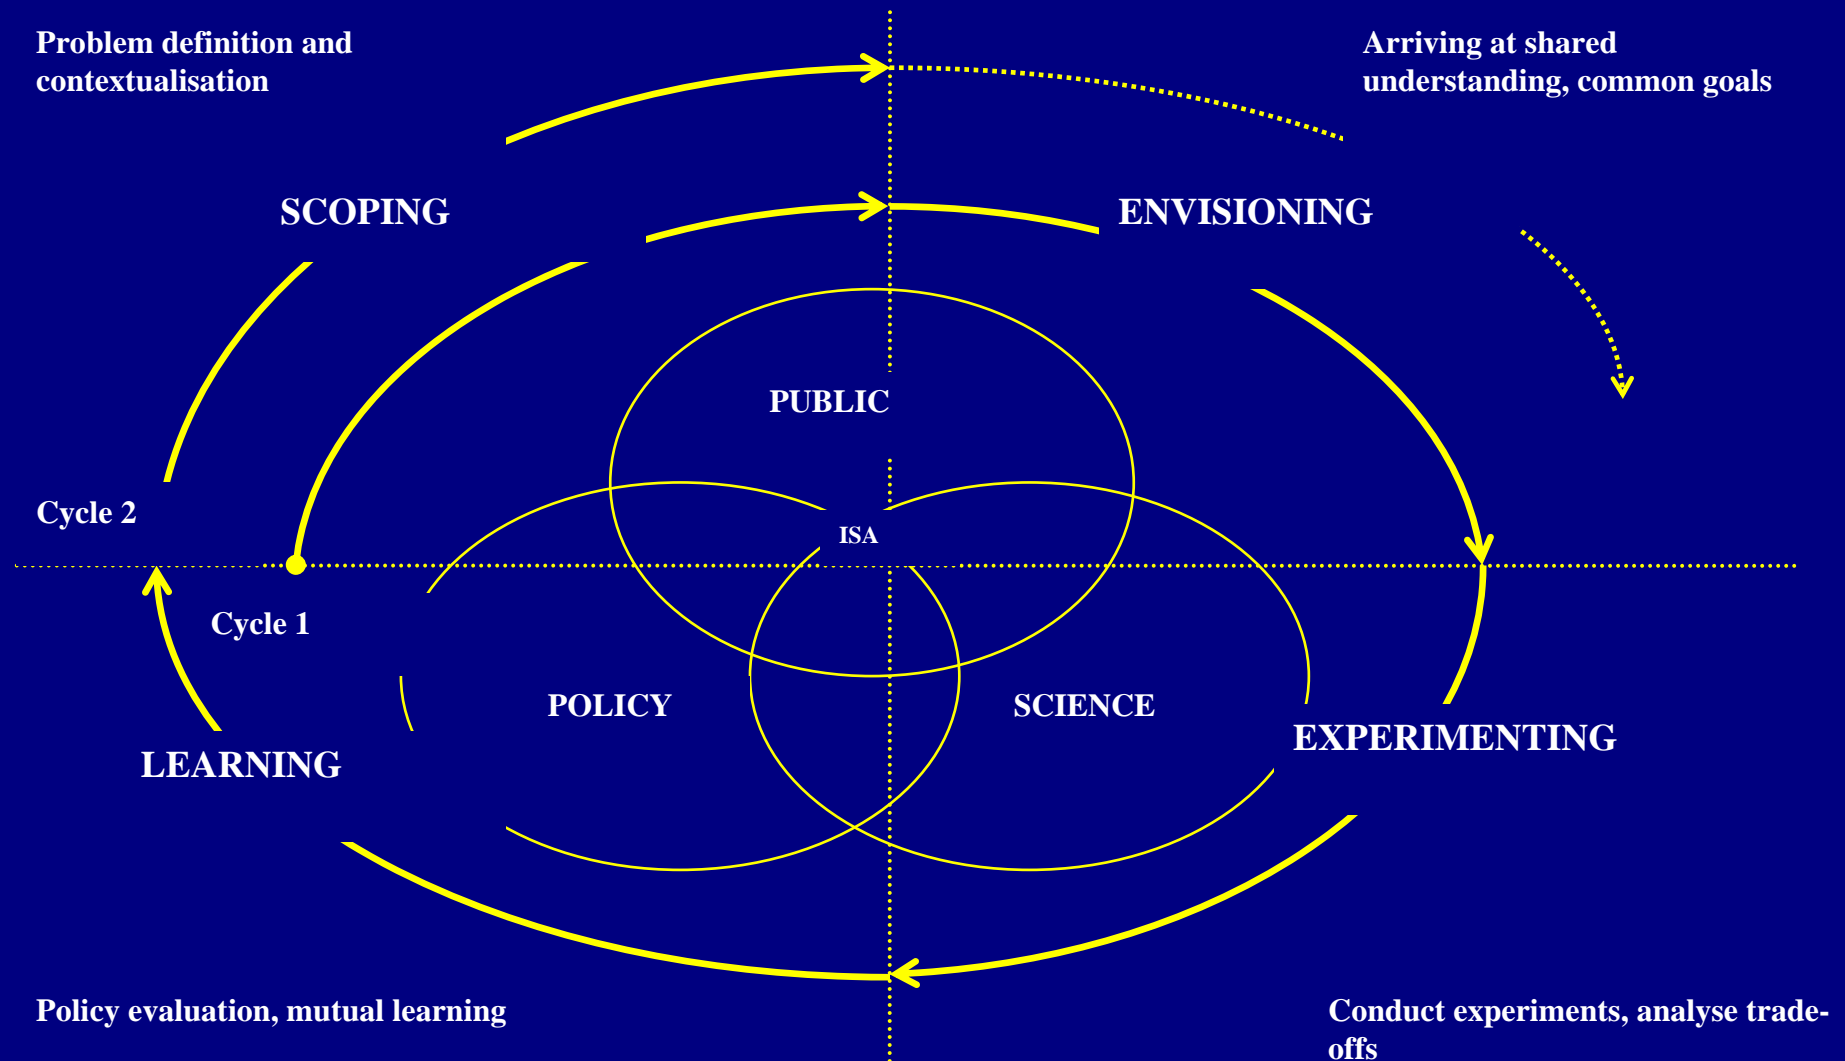 Problem definition and
contextualisation
Arriving at shared
understanding, common goals
SCOPING
ENVISIONING
PUBLIC
Cycle 2
ISA
Cycle 1
POLICY
SCIENCE
EXPERIMENTING
LEARNING
Policy evaluation, mutual learning
Conduct experiments, analyse trade-
offs